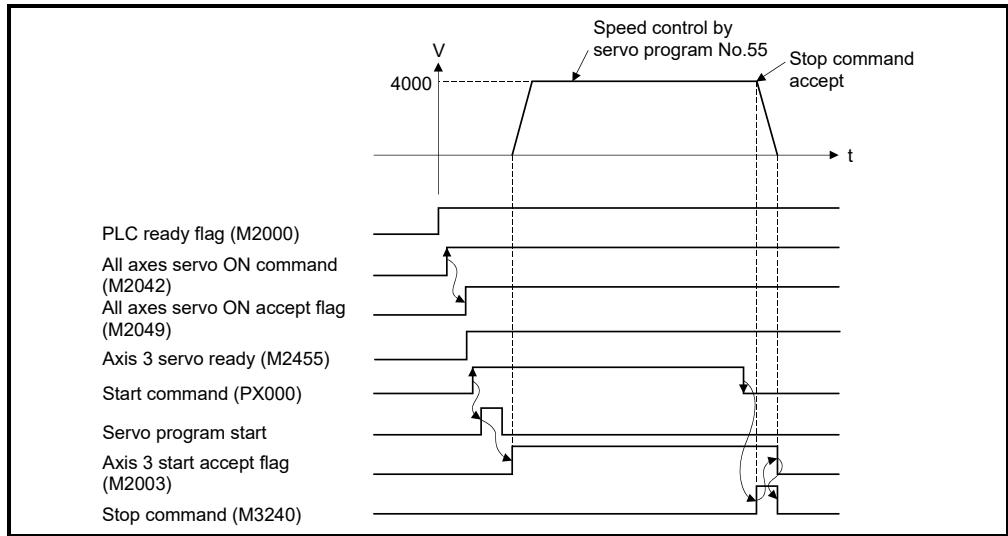 Speed control by
servo program No.55
V
Stop command
accept
4000
t
PLC ready flag (M2000)
All axes servo ON command
(M2042)
All axes servo ON accept flag
(M2049)
Axis 3 servo ready (M2455)
Start command (PX000)
Servo program start
Axis 3 start accept flag
(M2003)
Stop command (M3240)